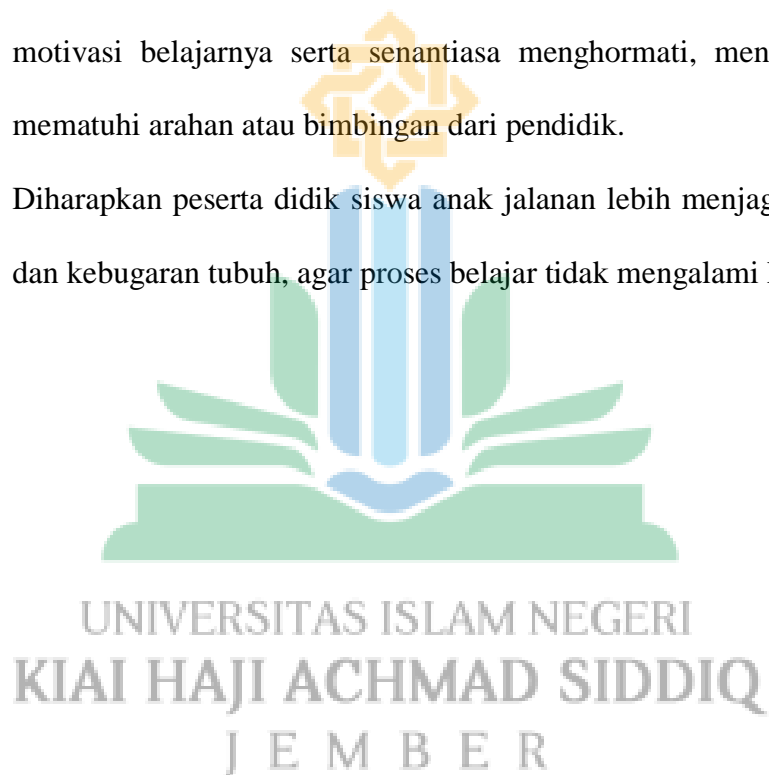 motivasi belajarnya serta senantiasa menghormati, men
mematuhi arahan atau bimbingan dari pendidik.
Diharapkan peserta didik siswa anak jalanan lebih menjag
dan kebugaran tubuh, agar proses belajar tidak mengalami
UNIVERSITAS ISLAM NEGERI
KIAI HAJI ACHMAD SIDDIQ
JEMBER